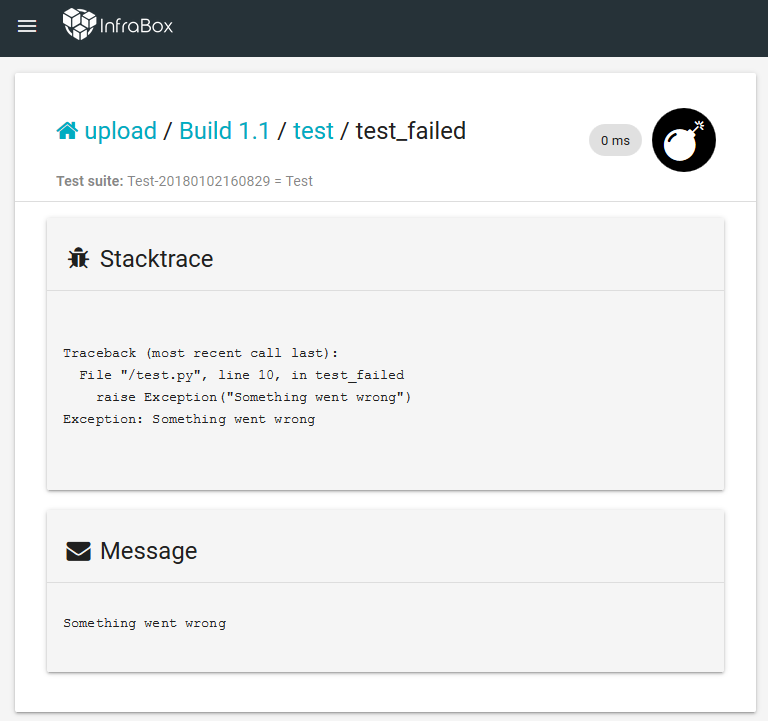 InfraBox
upload / Build 1.1 / test / test_failed
0 ms
Test suite: Test-20180102160829 = Test
Stacktrace
Traceback (most recent call last):
  File "/test.py", line 10, in test_failed
    raise Exception("Something went wrong")
Exception: Something went wrong
Message
Something went wrong